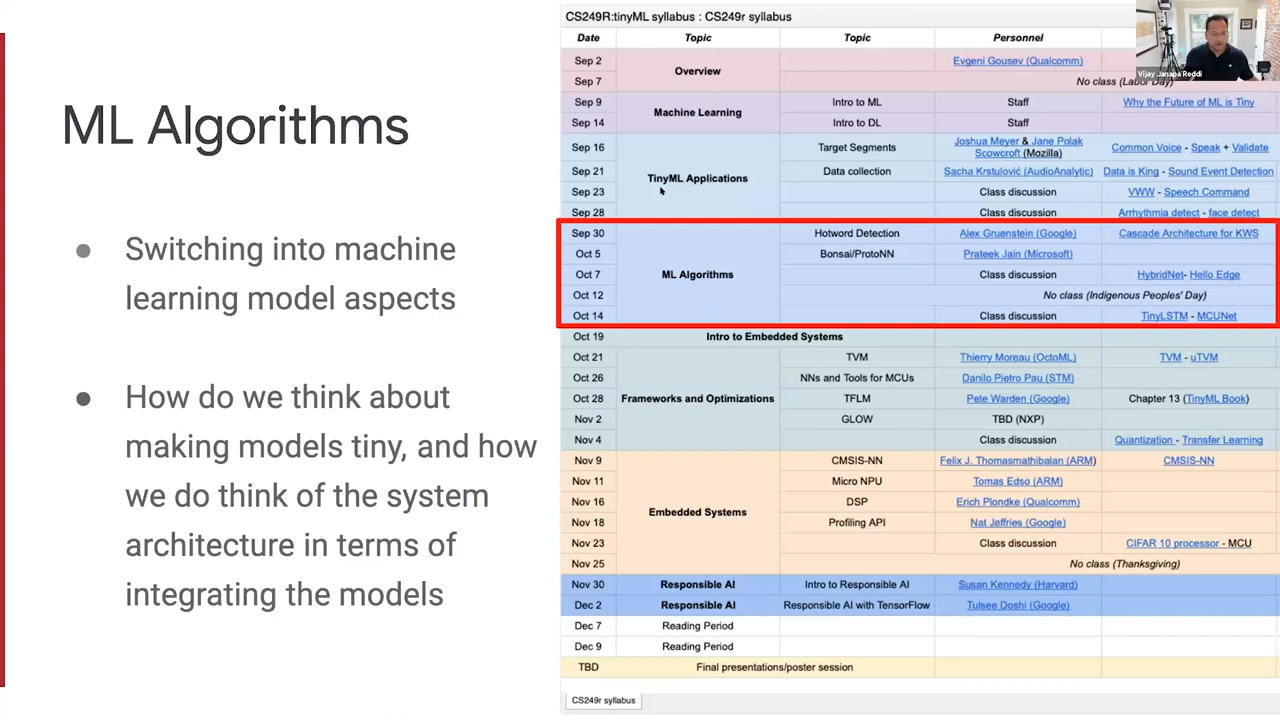 ML Algorithms
● Switching into machine
learning model aspects
● How do we think about
making models tiny, and how
we do think of the system
architecture in terms of
integrating the models
CS249R:tinyML syllabus : CS249r syllabus
Date Topic Topic Personnel
Sep 2 Overview Evgeni Gousev (Qualcomm)
Sep 7 No class (Labor Day)
Sep 9 Machine Learning Intro to ML Staff Why the Future of ML is Tiny
Sep 14 Intro to DL Staff
Sep 16 TinyML Applications Target Segments Joshua Meyer & Jane Polak
Scowcroft (Mozilla) Common Voice - Speak + Validate
Sep 21 Data collection Sacha Krstulović (AudioAnalytic) Data is King - Sound Event Detection
Sep 23 Class discussion VWW - Speech Command
Sep 28 Class discussion Arrhythmia detect - face detect
Sep 30 ML Algorithms Hotword Detection Alex Gruenstein (Google) Cascade Architecture for KWS
Oct 5 Bonsai/ProtoNN Prateek Jain (Microsoft)
Oct 7 Class discussion HybridNet- Hello Edge
Oct 12 No class (Indigenous Peoples' Day)
Oct 14 Class discussion TinyLSTM - MCUNet
Oct 19 Intro to Embedded Systems
Oct 21 Frameworks and Optimizations TVM Thierry Moreau (OctoML) TVM - uTVM
Oct 26 NNs and Tools for MCUs Danilo Pietro Pau (STM)
Oct 28 TFLM Pete Warden (Google) Chapter 13 (TinyML Book)
Nov 2 GLOW TBD (NXP)
Nov 4 Class discussion Quantization - Transfer Learning
Nov 9 Embedded Systems CMSIS-NN Felix J. Thomasmathibalan (ARM) CMSIS-NN
Nov 11 Micro NPU Tomas Edso (ARM)
Nov 16 DSP Erich Plondke (Qualcomm)
Nov 18 Profiling API Nat Jeffries (Google)
Nov 23 Class discussion CIFAR 10 processor - MCU
Nov 25 No class (Thanksgiving)
Nov 30 Responsible AI Intro to Responsible AI Susan Kennedy (Harvard)
Dec 2 Responsible AI Responsible AI with TensorFlow Tulsee Doshi (Google)
Dec 7 Reading Period
Dec 9 Reading Period
TBD Final presentations/poster session
CS249r syllabus
Vijay Janapa Reddi